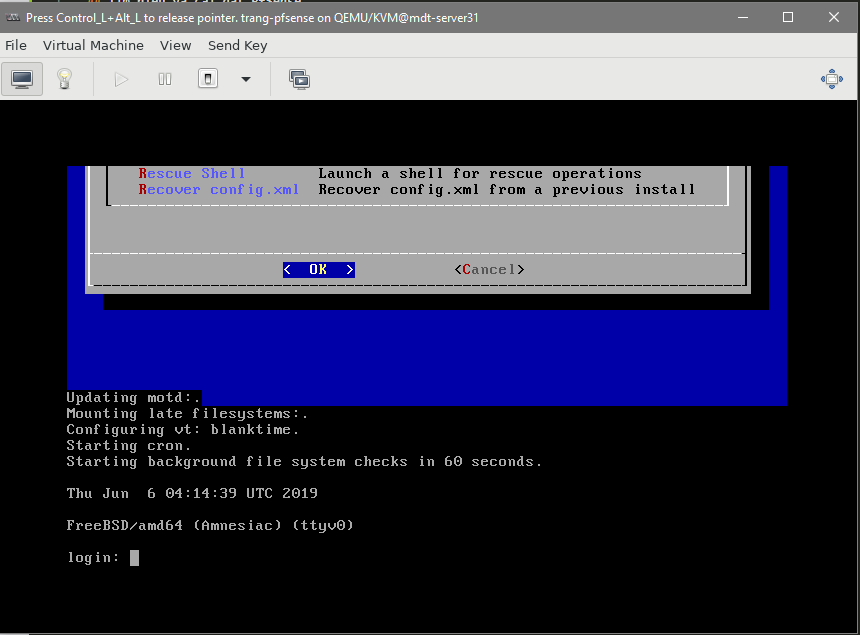 Press Control_L+Alt_L to release pointer. trang-pfsense on QEMU/KVM@mdt-server31
File Virtual Machine View Send Key
Rescue Shell Launch a shell for rescue operations
Recover config.xml Recover config.xml from a previous install
< OK > <Cancel>
Updating motd:.
Mounting late filesystems:.
Configuring vt: blanktime.
Starting cron.
Starting background file system checks in 60 seconds.
Thu Jun 6 04:14:39 UTC 2019
FreeBSD/amd64 (Amnesiac) (ttyv0)
login: